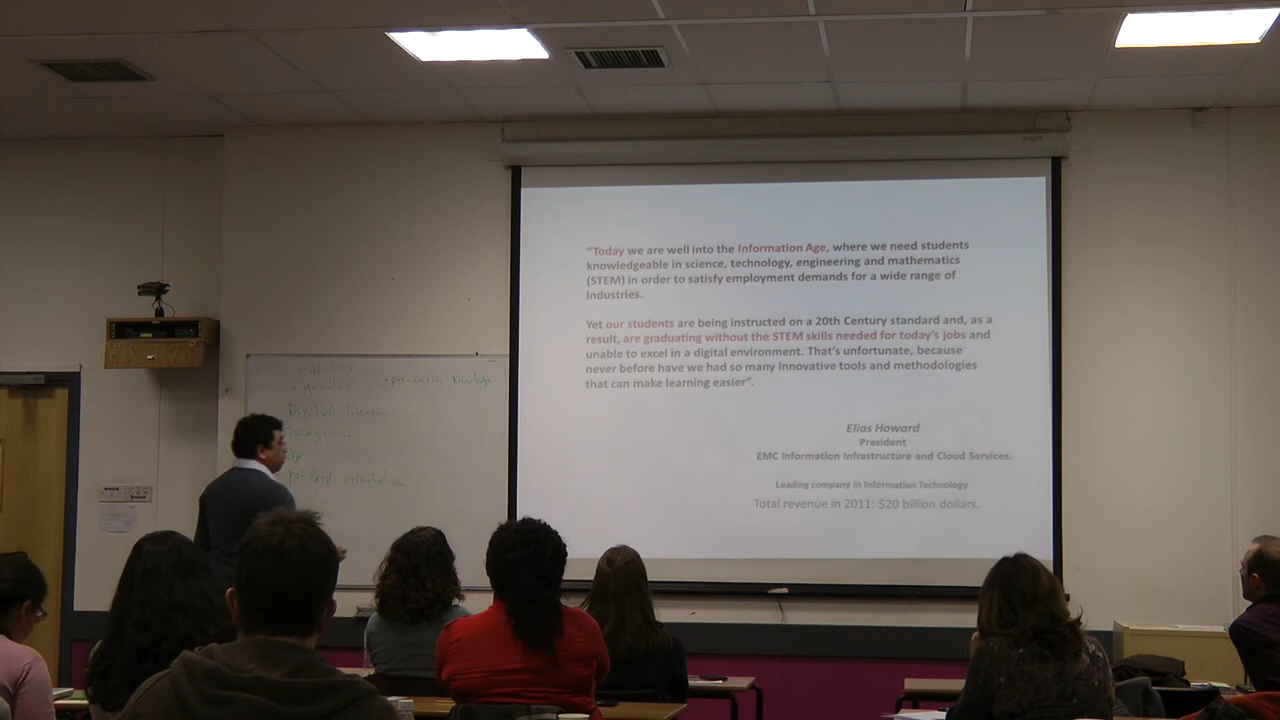 ability
• gender
• pre-exam knowledge
Digital literacy
background
political orientation
“Today we are well into the Information Age, where we need students
knowledgeable in science, technology, engineering and mathematics
(STEM) in order to satisfy employment demands for a wide range of
industries.
Yet our students are being instructed on a 20th Century standard and, as a
result, are graduating without the STEM skills needed for today’s jobs and
unable to excel in a digital environment. That’s unfortunate, because
never before have we had so many innovative tools and methodologies
that can make learning easier”.
Elias Howard
President
EMC Information Infrastructure and Cloud Services.
Leading company in Information Technology
Total revenue in 2011: $20 billion dollars.